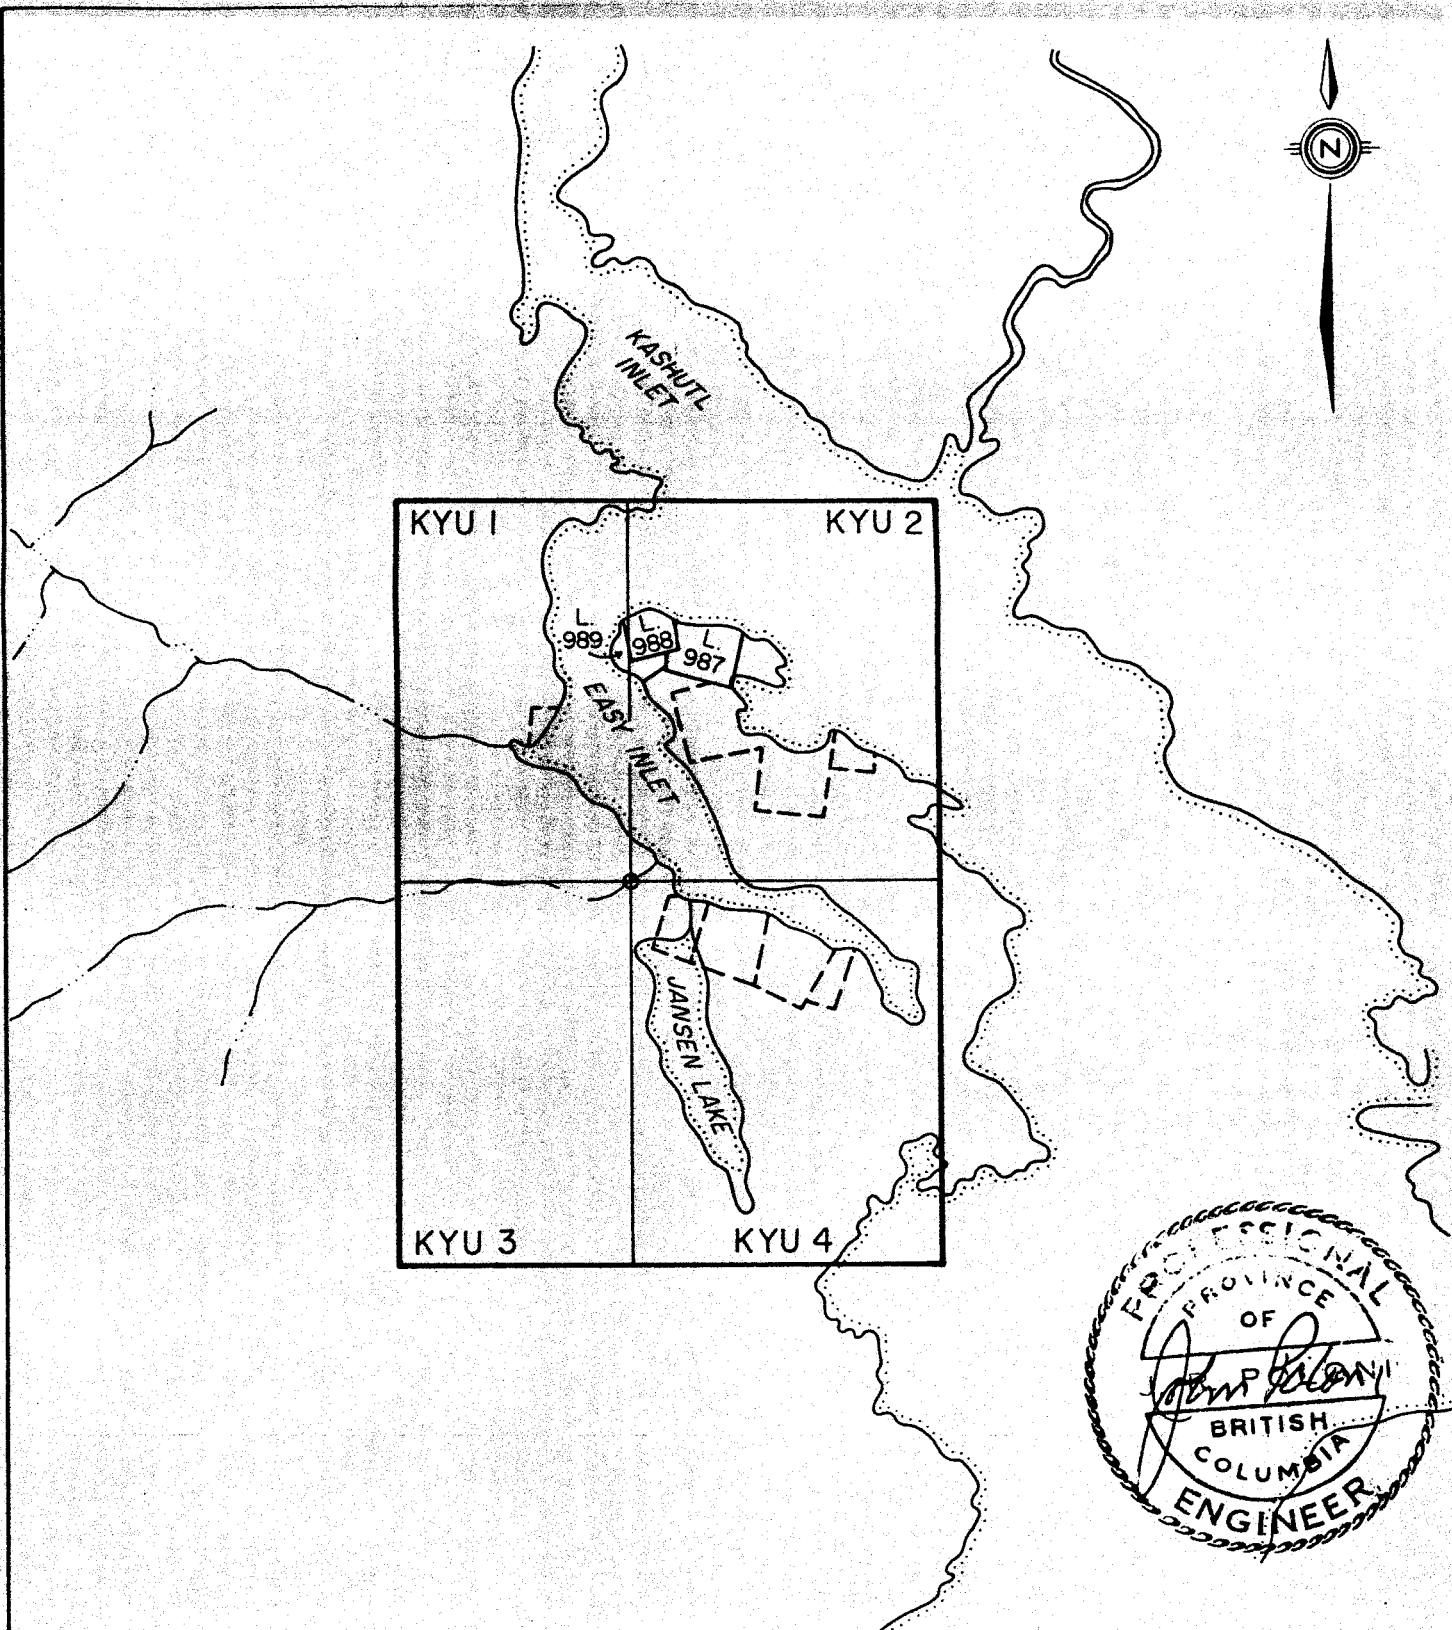 N
KASHUTL
INLET
KYU 1
KYU 2
L.
989
L.
988
L.
987
EASY INLET
JANSEN LAKE
KYU 3
KYU 4
PROFESSIONAL
PROVINCE
OF
BRITISH
COLUMBIA
ENGINEER